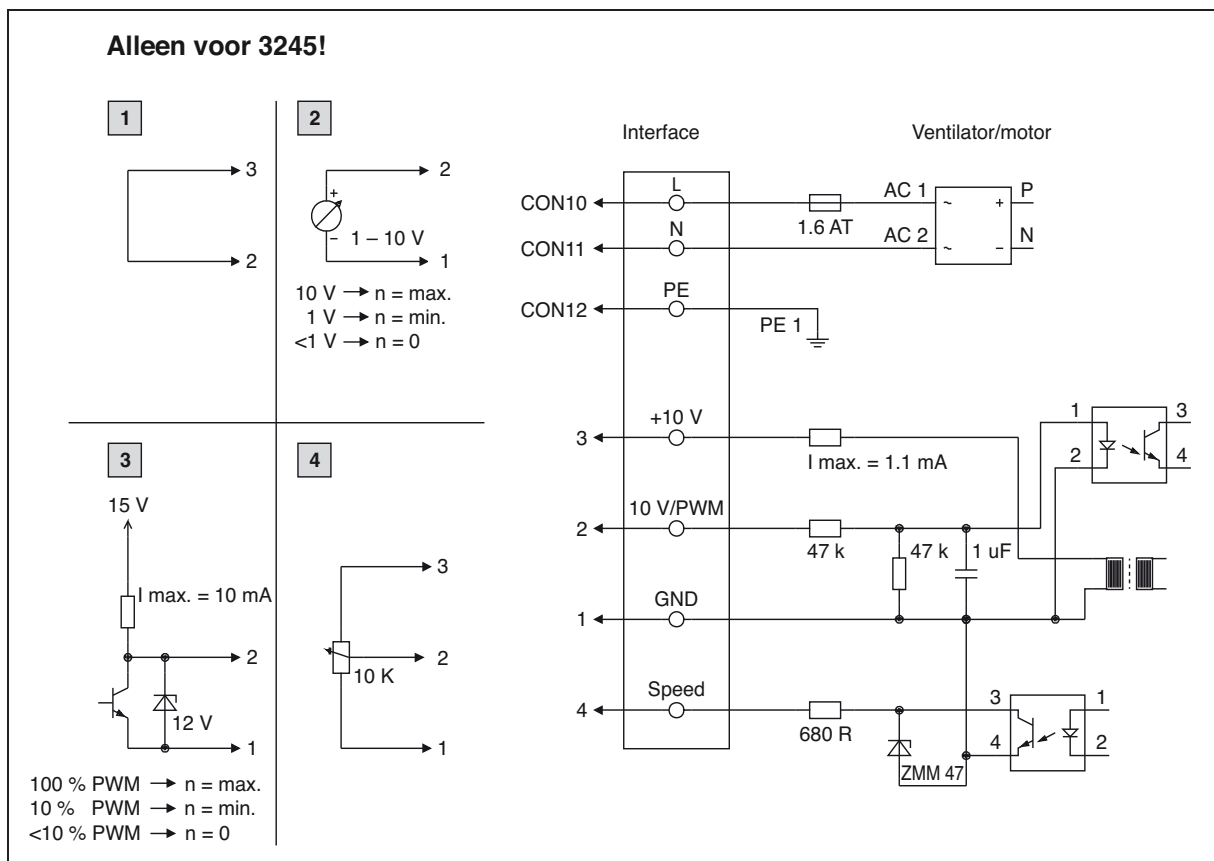 Alleen voor 3245!
1
3
2
2
2
+
–
1 – 10 V
1
10 V → n = max.
1 V → n = min.
<1 V → n = 0
3
15 V
I max. = 10 mA
2
12 V
1
100 % PWM → n = max.
10 % PWM → n = min.
<10 % PWM → n = 0
4
3
2
10 K
1
Interface
Ventilator/motor
CON10
L
1.6 AT
AC 1
~
+
P
CON11
N
AC 2
~
–
N
CON12
PE
PE 1
3
+10 V
I max. = 1.1 mA
1
2
3
4
2
10 V/PWM
47 k
47 k
1 uF
1
GND
4
Speed
680 R
ZMM 47
3
4
1
2